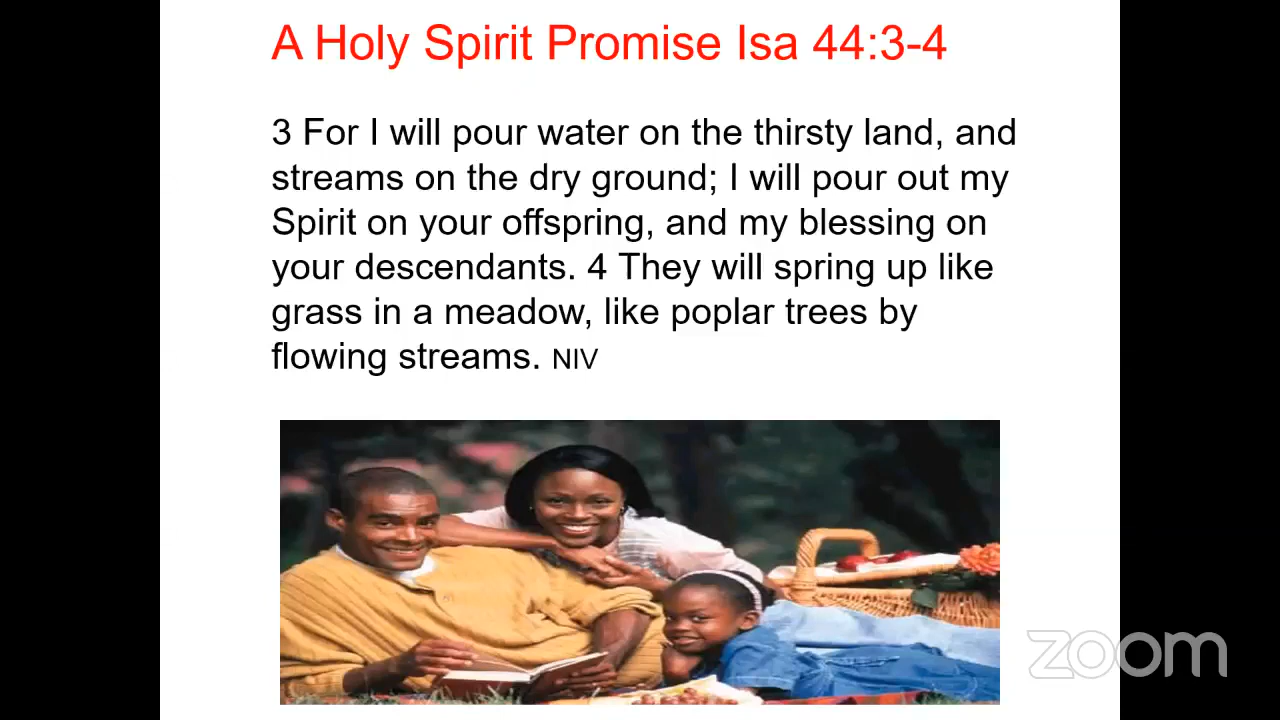 A Holy Spirit Promise Isa 44:3-4
3 For I will pour water on the thirsty land, and
streams on the dry ground; I will pour out my
Spirit on your offspring, and my blessing on
your descendants. 4 They will spring up like
grass in a meadow, like poplar trees by
flowing streams. NIV
zoom